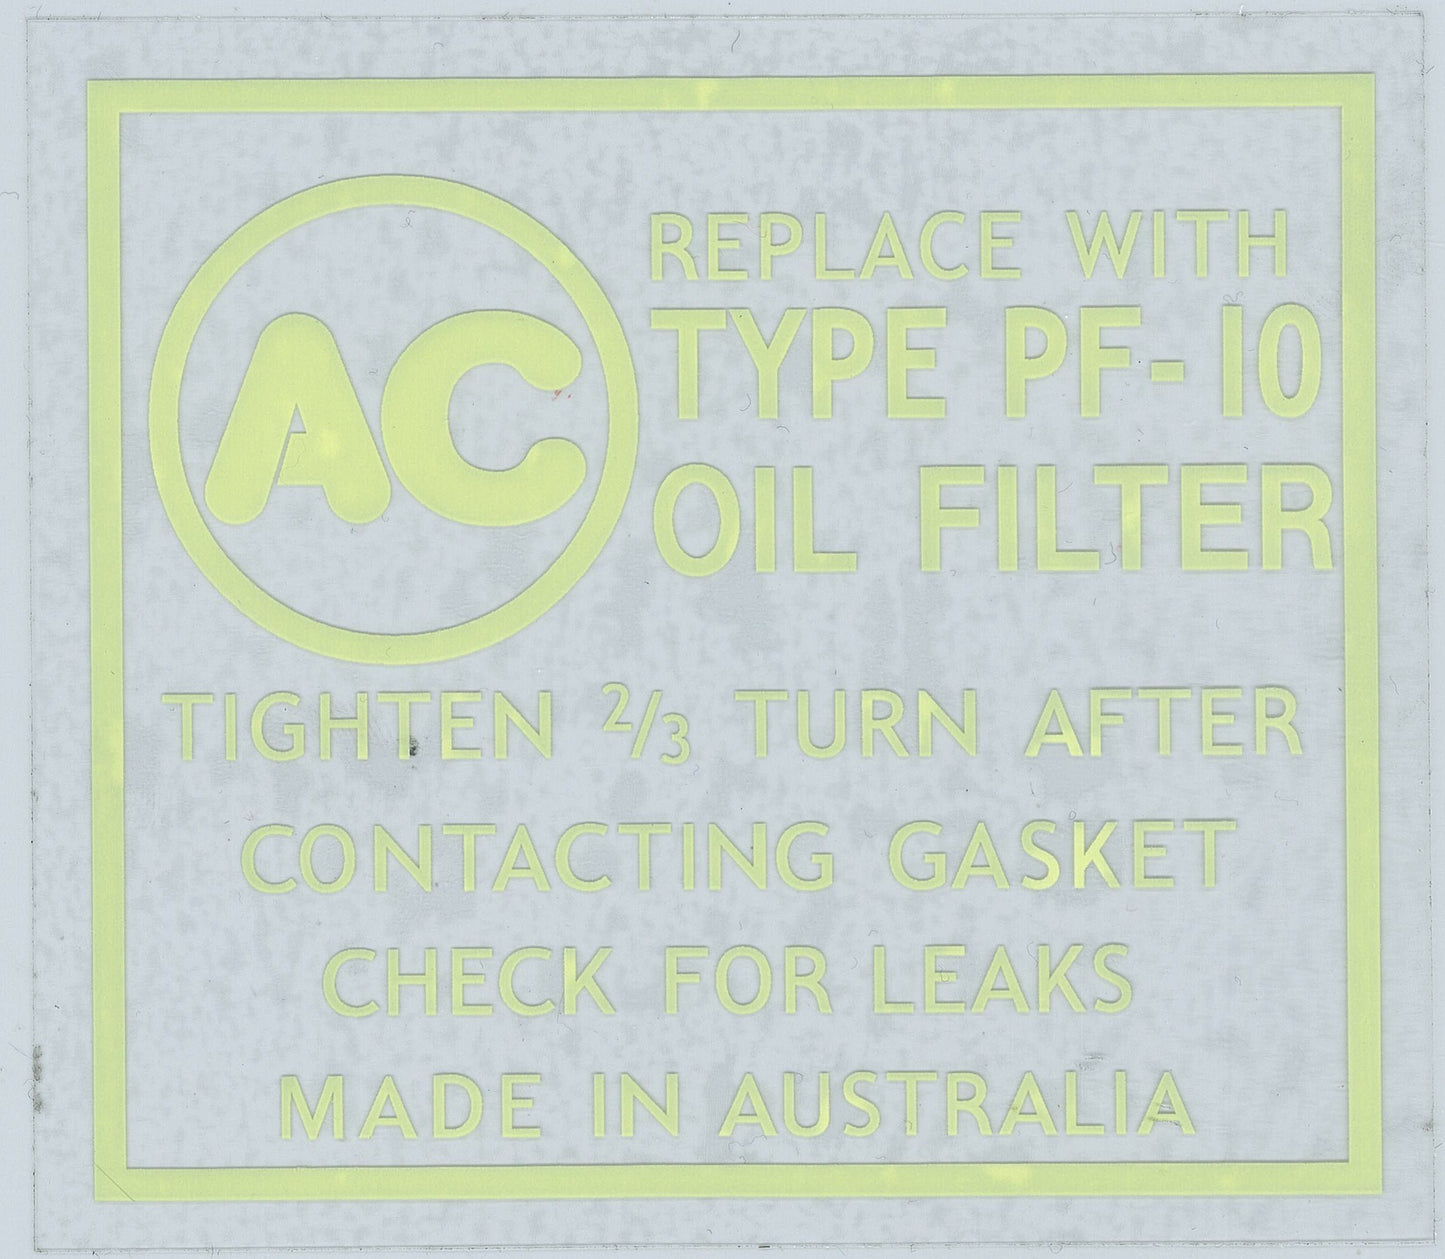 AC
REPLACE WITH
TYPE PF-10
OIL FILTER
TIGHTEN 2/3 TURN AFTER
CONTACTING GASKET
CHECK FOR LEAKS
MADE IN AUSTRALIA